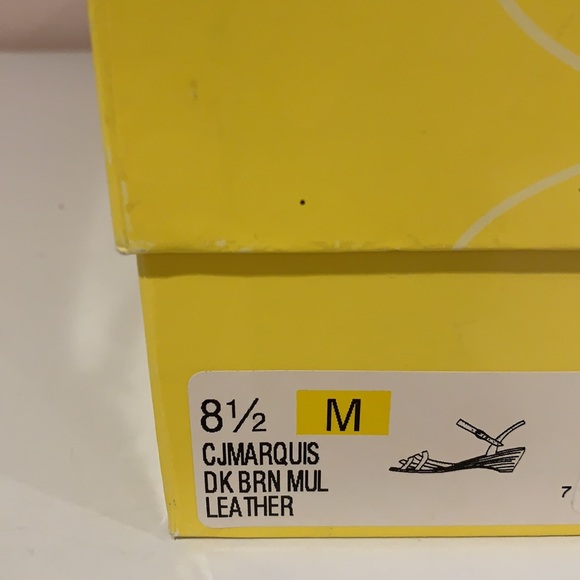 8½ M
CJMARQUIS
DK BRN MUL
LEATHER
7